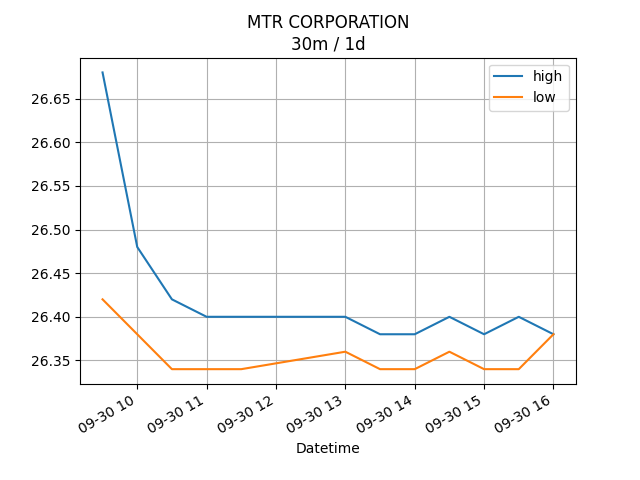 MTR CORPORATION
30m / 1d
high
low
26.65
26.60
26.55
26.50
26.45
26.40
26.35
09-30 10
09-30 11
09-30 12
09-30 13
09-30 14
09-30 15
09-30 16
Datetime